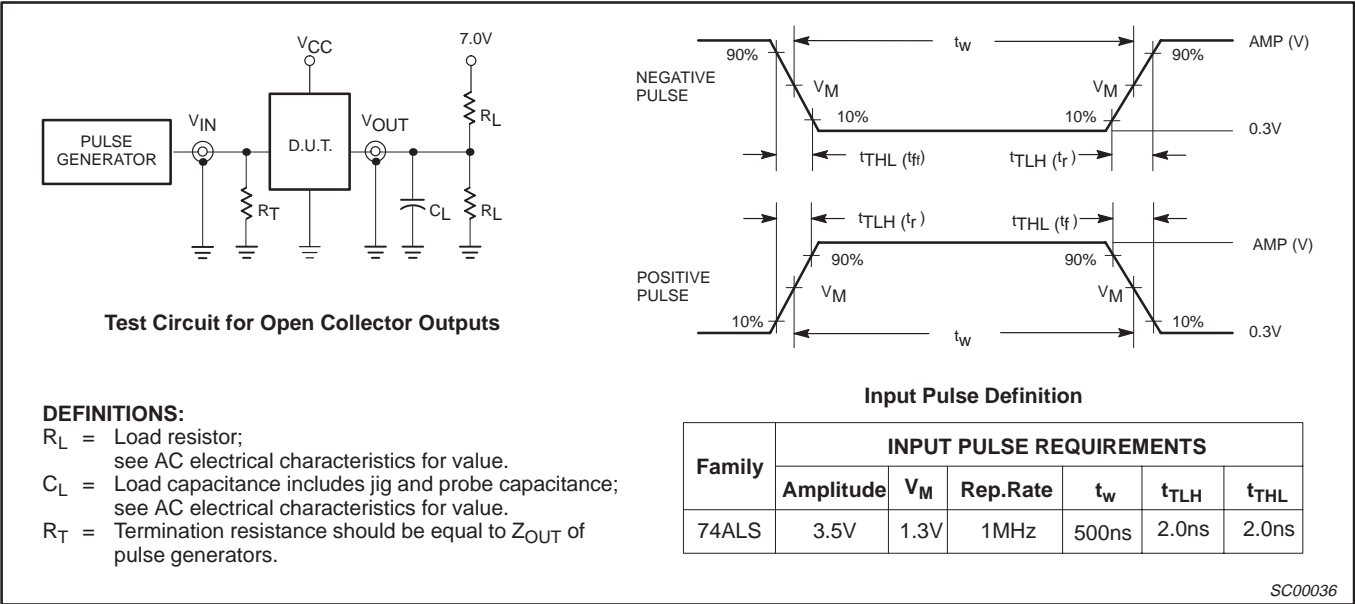 VCC
7.0V
RL
VIN
VOUT
PULSE
GENERATOR
D.U.T.
RT
CL
RL
Test Circuit for Open Collector Outputs
NEGATIVE
PULSE
90%
tw
90%
AMP (V)
VM
VM
10%
10%
0.3V
tTHL (tff)
tTLH (tr )
tTLH (tr )
tTHL (tf )
AMP (V)
90%
90%
POSITIVE
PULSE
VM
VM
10%
10%
tw
0.3V
Input Pulse Definition
DEFINITIONS:
RL = Load resistor;
see AC electrical characteristics for value.
CL = Load capacitance includes jig and probe capacitance;
see AC electrical characteristics for value.
RT = Termination resistance should be equal to ZOUT of
pulse generators.
Family
INPUT PULSE REQUIREMENTS
Amplitude VM Rep.Rate tw tTLH tTHL
74ALS 3.5V 1.3V 1MHz 500ns 2.0ns 2.0ns
SC00036